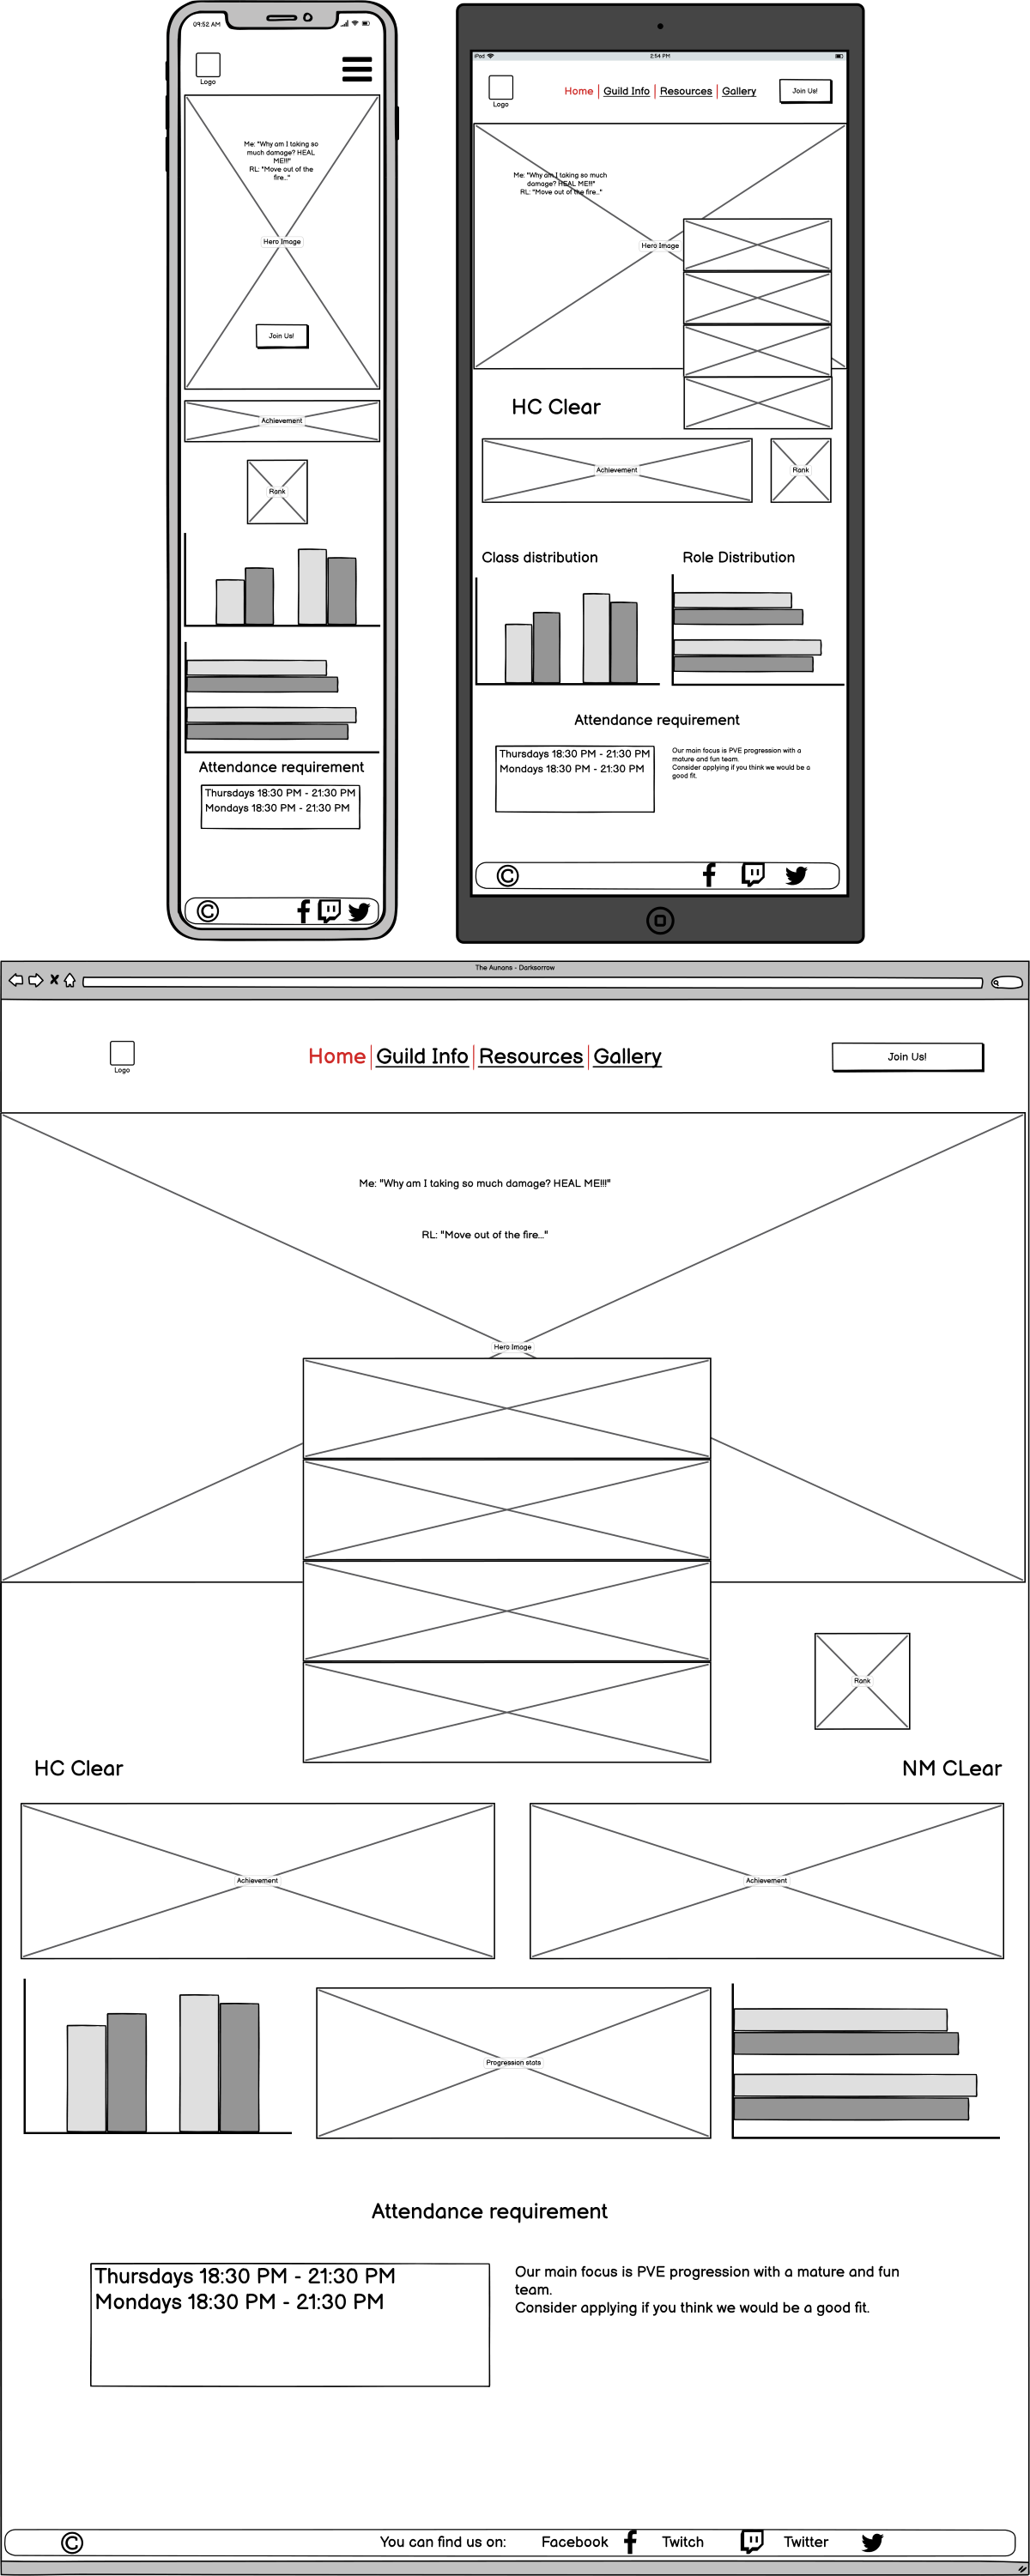 09:52 AM
Logo
Me: "Why am I taking so
much damage? HEAL
ME!!!"
RL: "Move out of the
fire..."
Hero Image
Join Us!
Achievement
Rank
Attendance requirement
Thursdays 18:30 PM - 21:30 PM
Mondays 18:30 PM - 21:30 PM
©
iPod
2:54 PM
Logo
Home | Guild Info | Resources | Gallery
Join Us!
Me: "Why am I taking so much
damage? HEAL ME!!!"
RL: "Move out of the fire..."
Hero Image
HC Clear
Achievement
Rank
Class distribution
Role Distribution
Attendance requirement
Thursdays 18:30 PM - 21:30 PM
Mondays 18:30 PM - 21:30 PM
Our main focus is PVE progression with a
mature and fun team.
Consider applying if you think we would be a
good fit.
©
The Aunans - Darksorrow
Logo
Home | Guild Info | Resources | Gallery
Join Us!
Me: "Why am I taking so much damage? HEAL ME!!!"
RL: "Move out of the fire..."
Hero Image
Rank
HC Clear
NM CLear
Achievement
Achievement
Progression stats
Attendance requirement
Thursdays 18:30 PM - 21:30 PM
Mondays 18:30 PM - 21:30 PM
Our main focus is PVE progression with a mature and fun
team.
Consider applying if you think we would be a good fit.
©
You can find us on:
Facebook
Twitch
Twitter